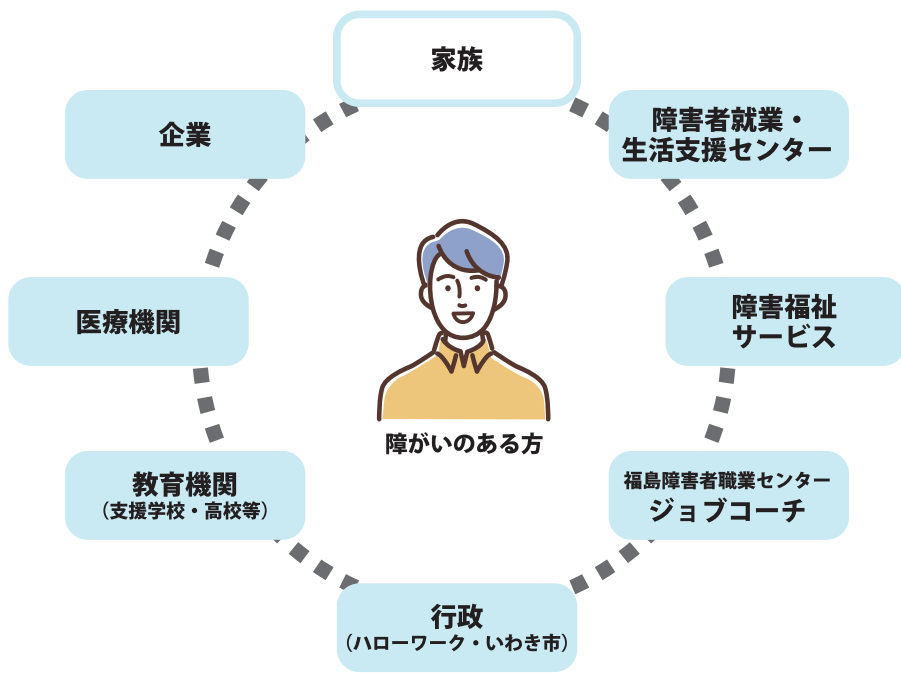 家族
企業
障害者就業・
生活支援センター
医療機関
障害福祉
サービス
障がいのある方
教育機関
（支援学校・高校等）
福島障害者職業センター
ジョブコーチ
行政
（ハローワーク・いわき市）